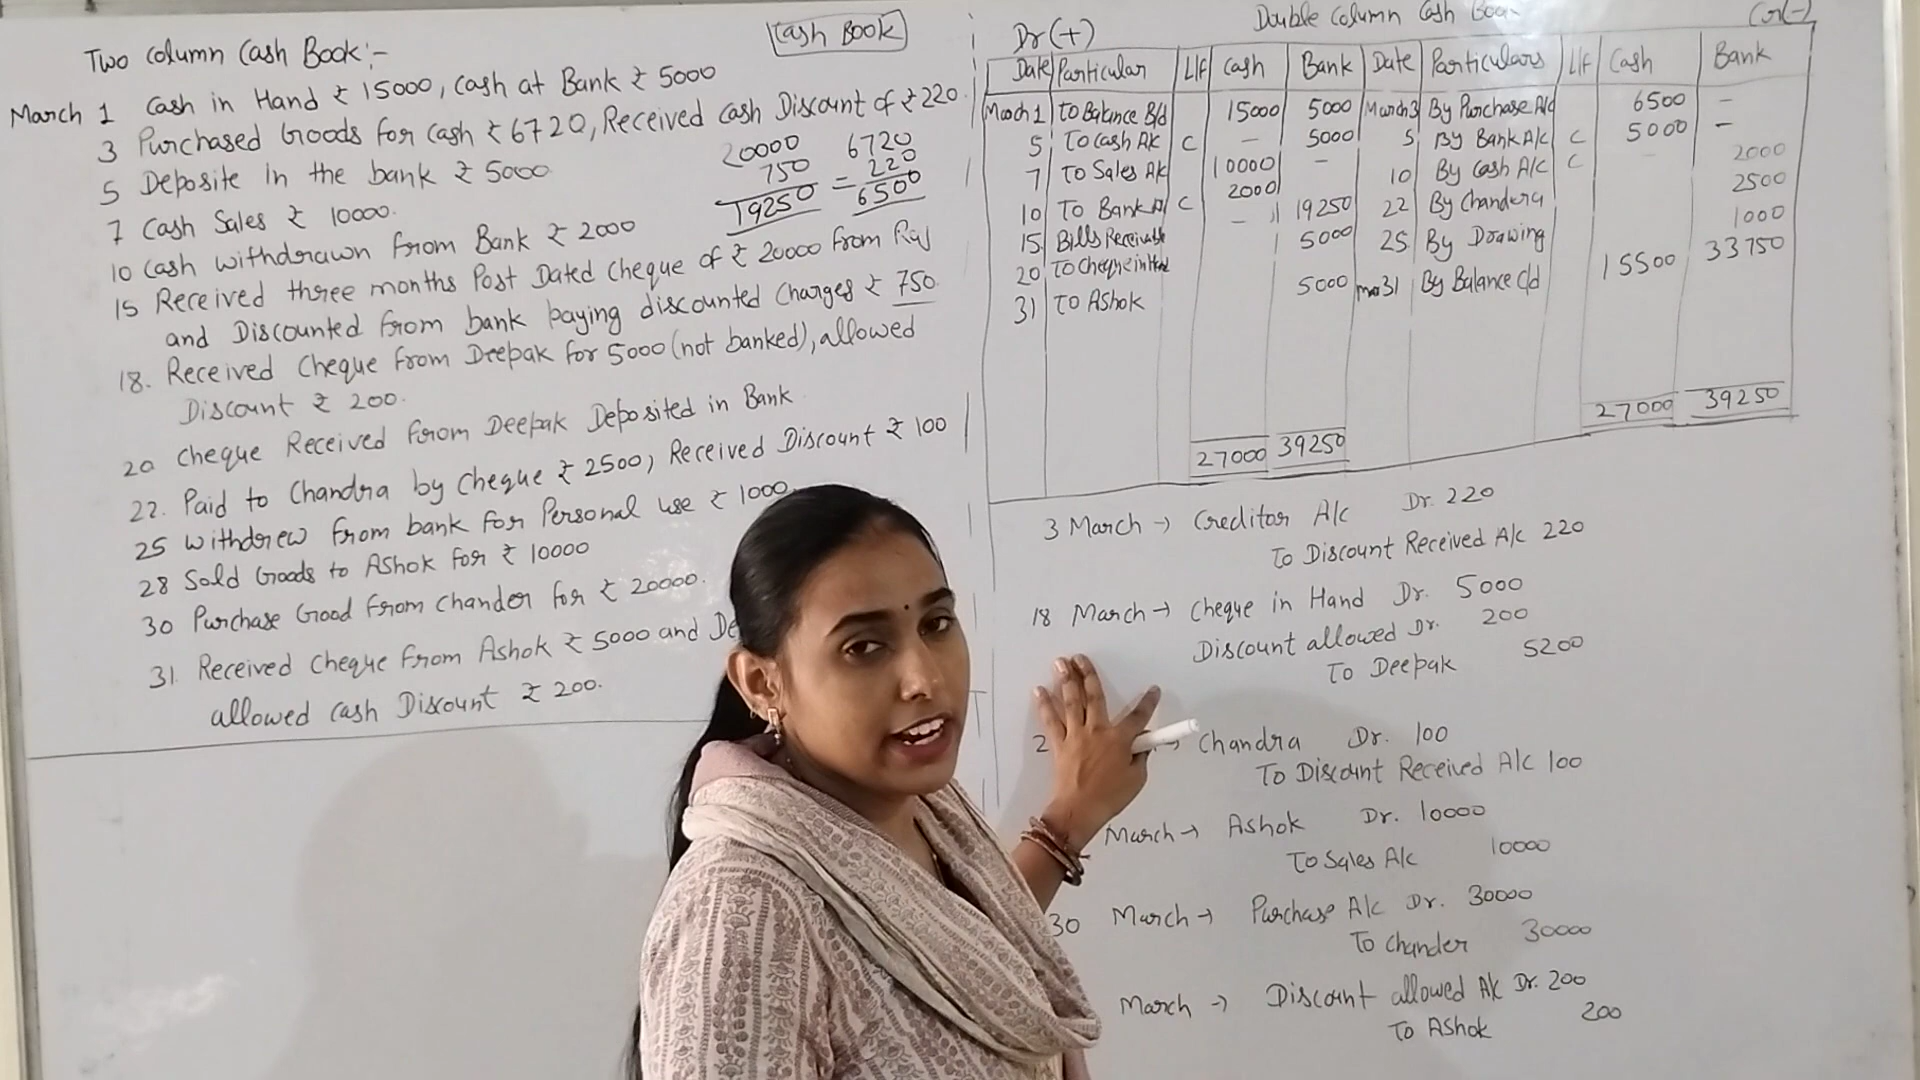 Cash Book
Two Column Cash Book:-
March 1 Cash in Hand ₹ 15000, Cash at Bank ₹ 5000
3 Purchased Goods for cash ₹ 6720, Received cash Discount of ₹ 220.
5 Deposite in the bank ₹ 5000
7 Cash Sales ₹ 10000.
10 Cash withdrawn from Bank ₹ 2000
15 Received three months Post Dated cheque of ₹ 20000 from Raj
and Discounted from bank paying discounted Charges ₹ 750.
18. Received Cheque from Deepak for 5000 (not banked), allowed
Discount ₹ 200.
20 Cheque Received from Deepak Deposited in Bank
22. Paid to Chandra by Cheque ₹ 2500, Received Discount ₹ 100
25 withdrew from bank for Personal use ₹ 1000
28 Sold Goods to Ashok for ₹ 10000
30 Purchase Good from Chander for ₹ 20000.
31. Received Cheque from Ashok ₹ 5000 and De
allowed cash Discount ₹ 200.
20000 6720
750 220
19250 = 6500
Double Column Cash
Dr (+) Cr (-)
Date Particular L/F Cash Bank Date Particulars L/F Cash Bank
March 1 To Balance B/d 15000 5000 March 3 By Purchase A/c 6500 -
5 To Cash A/c C - 5000 5 By Bank A/c C 5000 -
7 To Sales A/c 10000 - 10 By Cash A/c C - 2000
10 To Bank A/c C 2000 - 22 By Chandera 2500
15 Bills Receivable 19250 25 By Drawing 1000
20 To Cheque in Hand 5000 mar 31 By Balance c/d 15500 33750
31 To Ashok 5000
27000 39250 27000 39250
3 March → Creditor A/c Dr. 220
To Discount Received A/c 220
18 March → Cheque in Hand Dr. 5000
Discount allowed Dr. 200
To Deepak 5200
2 → Chandra Dr. 100
To Discount Received A/c 100
March → Ashok Dr. 10000
To Sales A/c 10000
30 March → Purchase A/c Dr. 30000
To Chander 30000
March → Discount allowed A/c Dr. 200
To Ashok 200